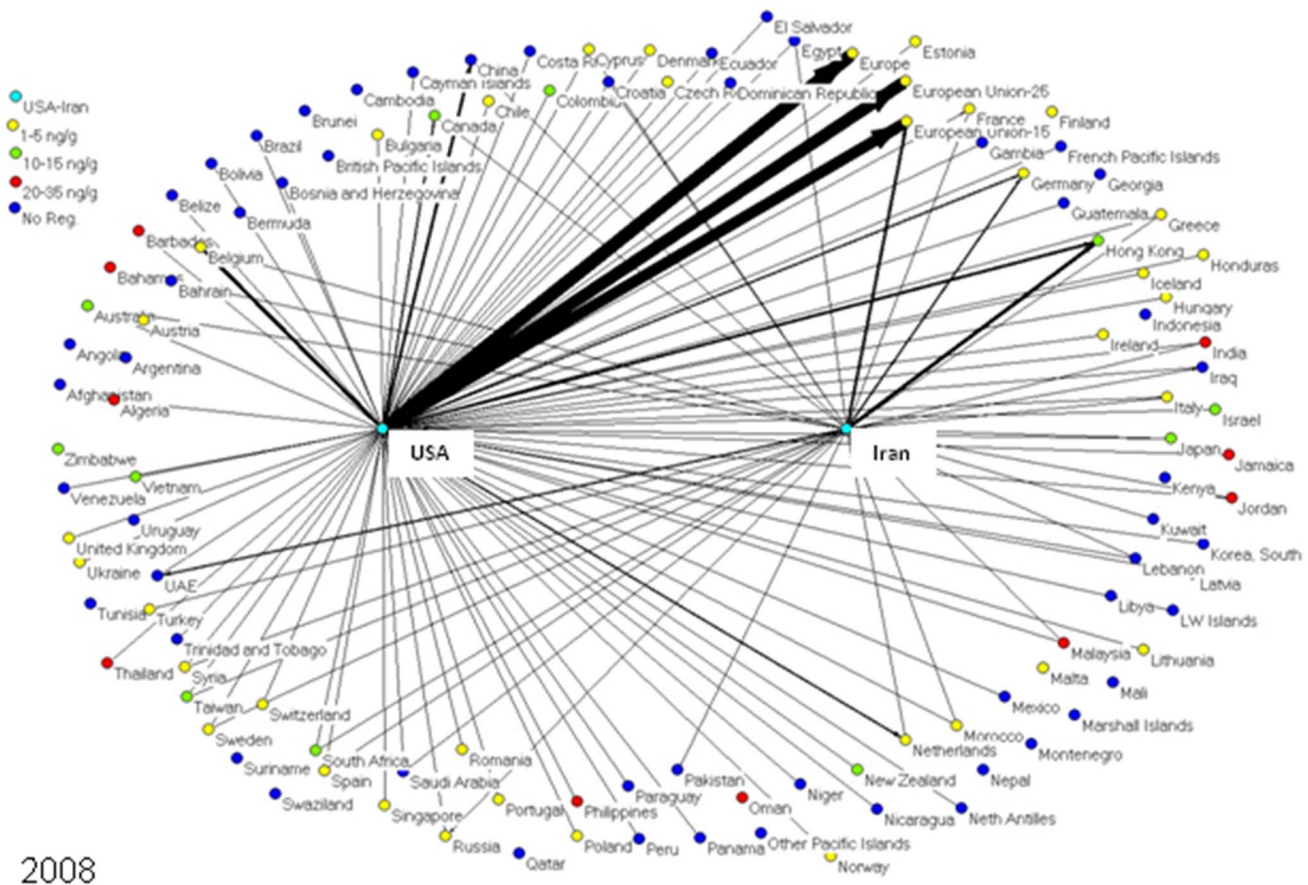 El Salvador
Egypt
Europe
Estonia
Costa R
Cyprus
Denmark
Ecuador
China
Cayman Islands
Croatia
Czech R
Dominican Republic
European Union-25
Cambodia
Colombia
USA-Iran
1-5 ng/g
10-15 ng/g
20-35 ng/g
No Reg.
Brunei
Canada
Chile
France
Finland
European union-15
Brazil
Bulgaria
Gambia
French Pacific Islands
British Pacific Islands
Bolivia
Bosnia and Herzegovina
Germany
Georgia
Belize
Bermuda
Guatemala
Greece
Barbados
Belgium
Hong Kong
Honduras
Bahamas
Bahrain
Iceland
Hungary
Australia
Austria
Indonesia
Ireland
India
Angola
Argentina
Iraq
Afghanistan
Algeria
Italy
Israel
USA
Iran
Japan
Jamaica
Zimbabwe
Vietnam
Venezuela
Kenya
Jordan
Uruguay
Kuwait
United Kingdom
Korea, South
Ukraine
UAE
Lebanon
Latvia
Tunisia
Turkey
Libya
LW Islands
Trinidad and Tobago
Thailand
Syria
Malaysia
Lithuania
Malta
Mali
Taiwan
Switzerland
Mexico
Marshall Islands
Sweden
Morocco
Netherlands
Montenegro
South Africa
Romania
Suriname
Spain
Saudi Arabia
Pakistan
New Zealand
Nepal
Swaziland
Singapore
Portugal
Philippines
Paraguay
Oman
Niger
Nicaragua
Neth Antilles
Russia
Poland
Peru
Panama
Other Pacific Islands
Qatar
Norway
2008